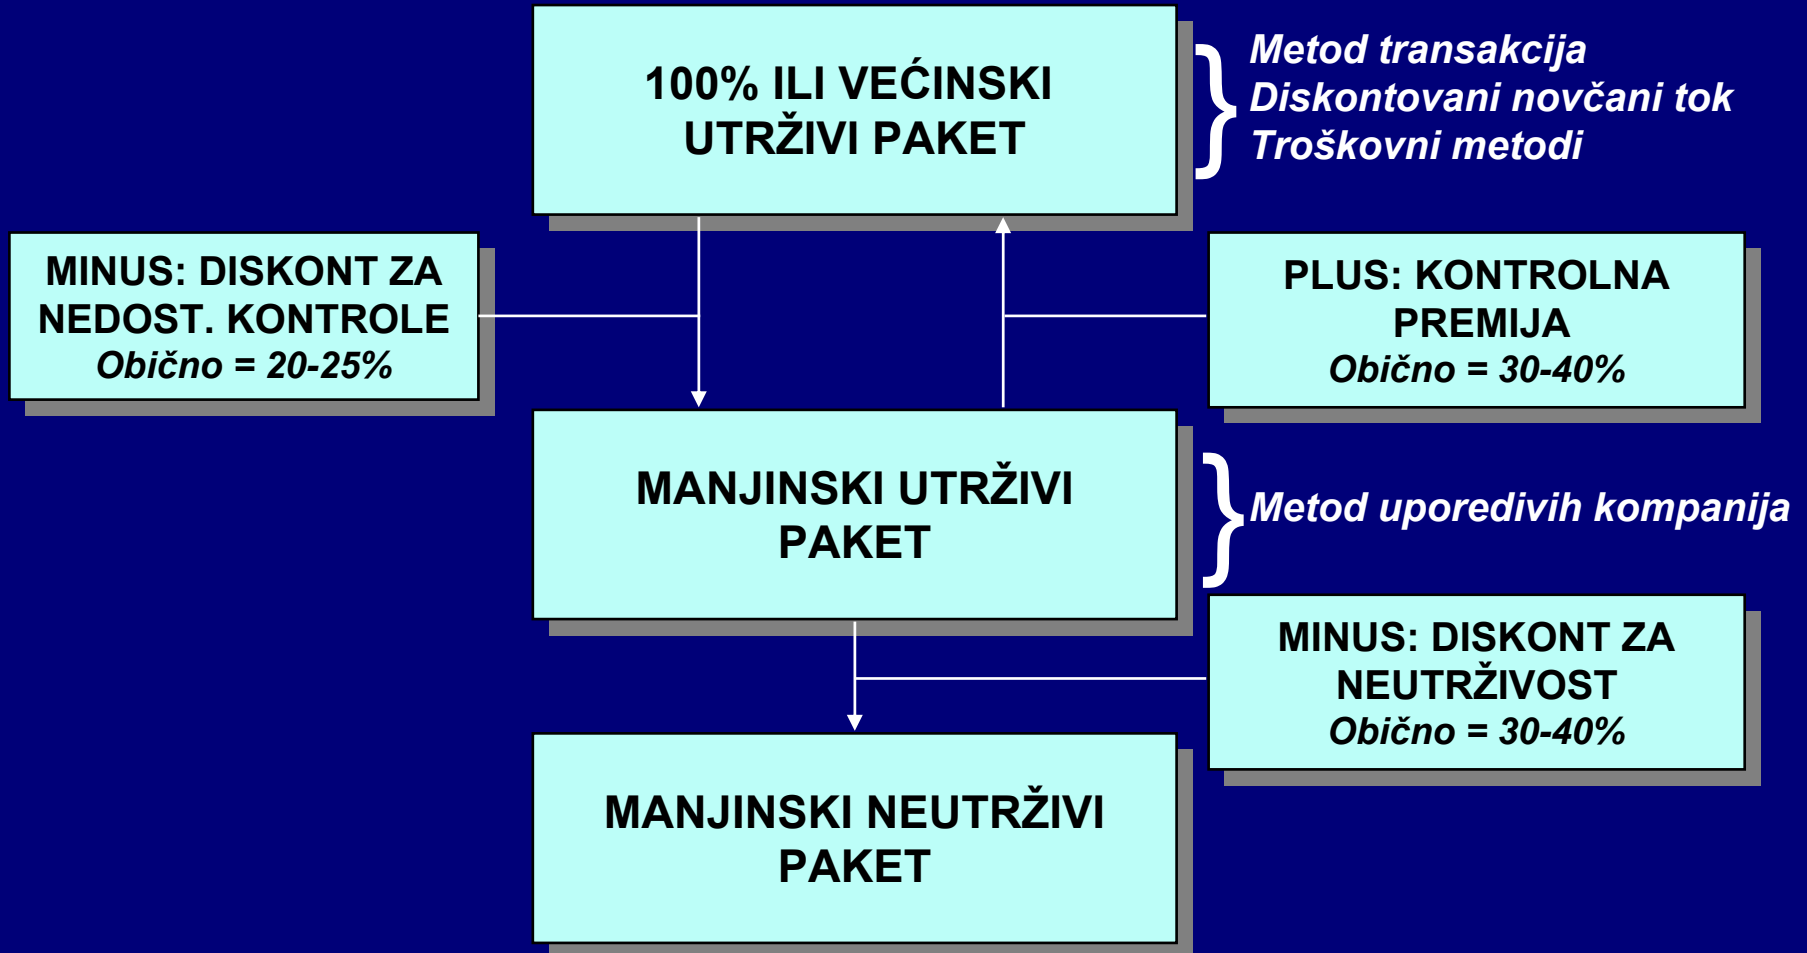 100% ILI VEĆINSKI
UTRŽIVI PAKET
}
Metod transakcija
Diskontovani novčani tok
Troškovni metodi
MINUS: DISKONT ZA
NEDOST. KONTROLE
Obično = 20-25%
PLUS: KONTROLNA
PREMIJA
Obično = 30-40%
MANJINSKI UTRŽIVI
PAKET
}
Metod uporedivih kompanija
MINUS: DISKONT ZA
NEUTRŽIVOST
Obično = 30-40%
MANJINSKI NEUTRŽIVI
PAKET